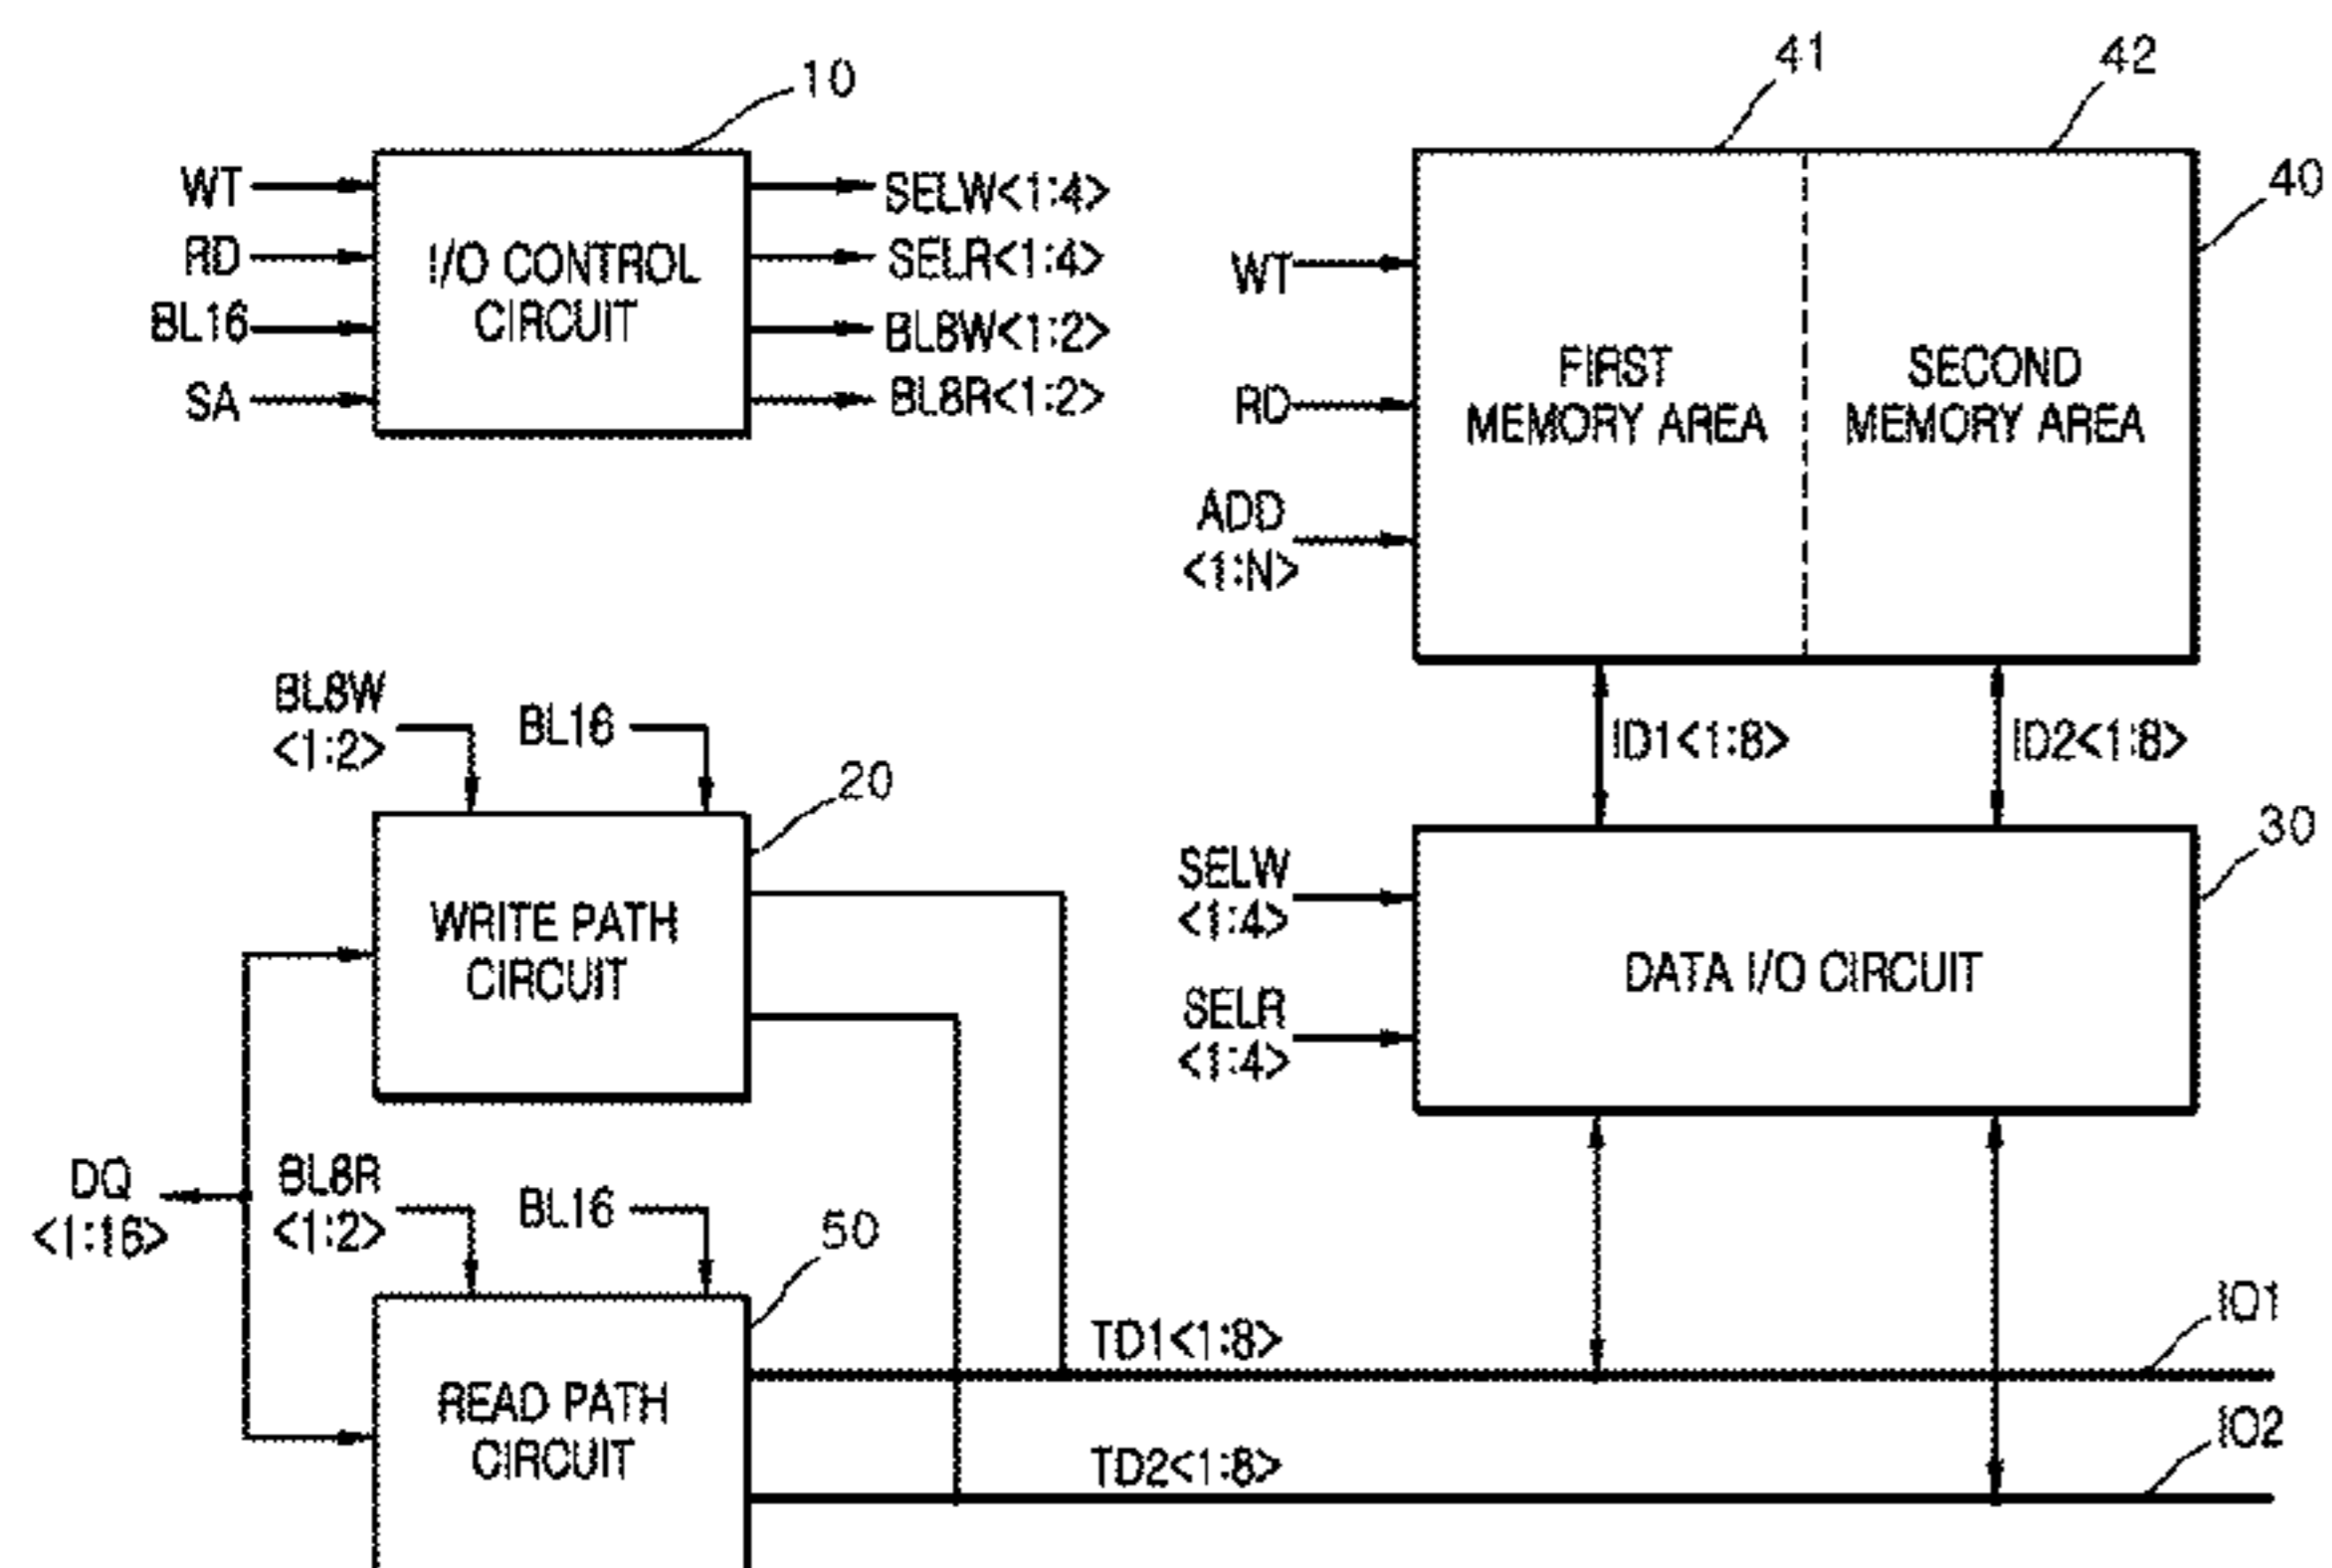 10
WT
RD
BL16
SA
I/O CONTROL
CIRCUIT
SELW<1:4>
SELR<1:4>
BL8W<1:2>
BL8R<1:2>
41
42
40
WT
RD
ADD
<1:N>
FIRST
MEMORY AREA
SECOND
MEMORY AREA
ID1<1:8>
ID2<1:8>
BL8W
<1:2>
BL16
20
WRITE PATH
CIRCUIT
SELW
<1:4>
SELR
<1:4>
30
DATA I/O CIRCUIT
DQ
<1:16>
BL8R
<1:2>
BL16
50
READ PATH
CIRCUIT
TD1<1:8>
IO1
TD2<1:8>
IO2